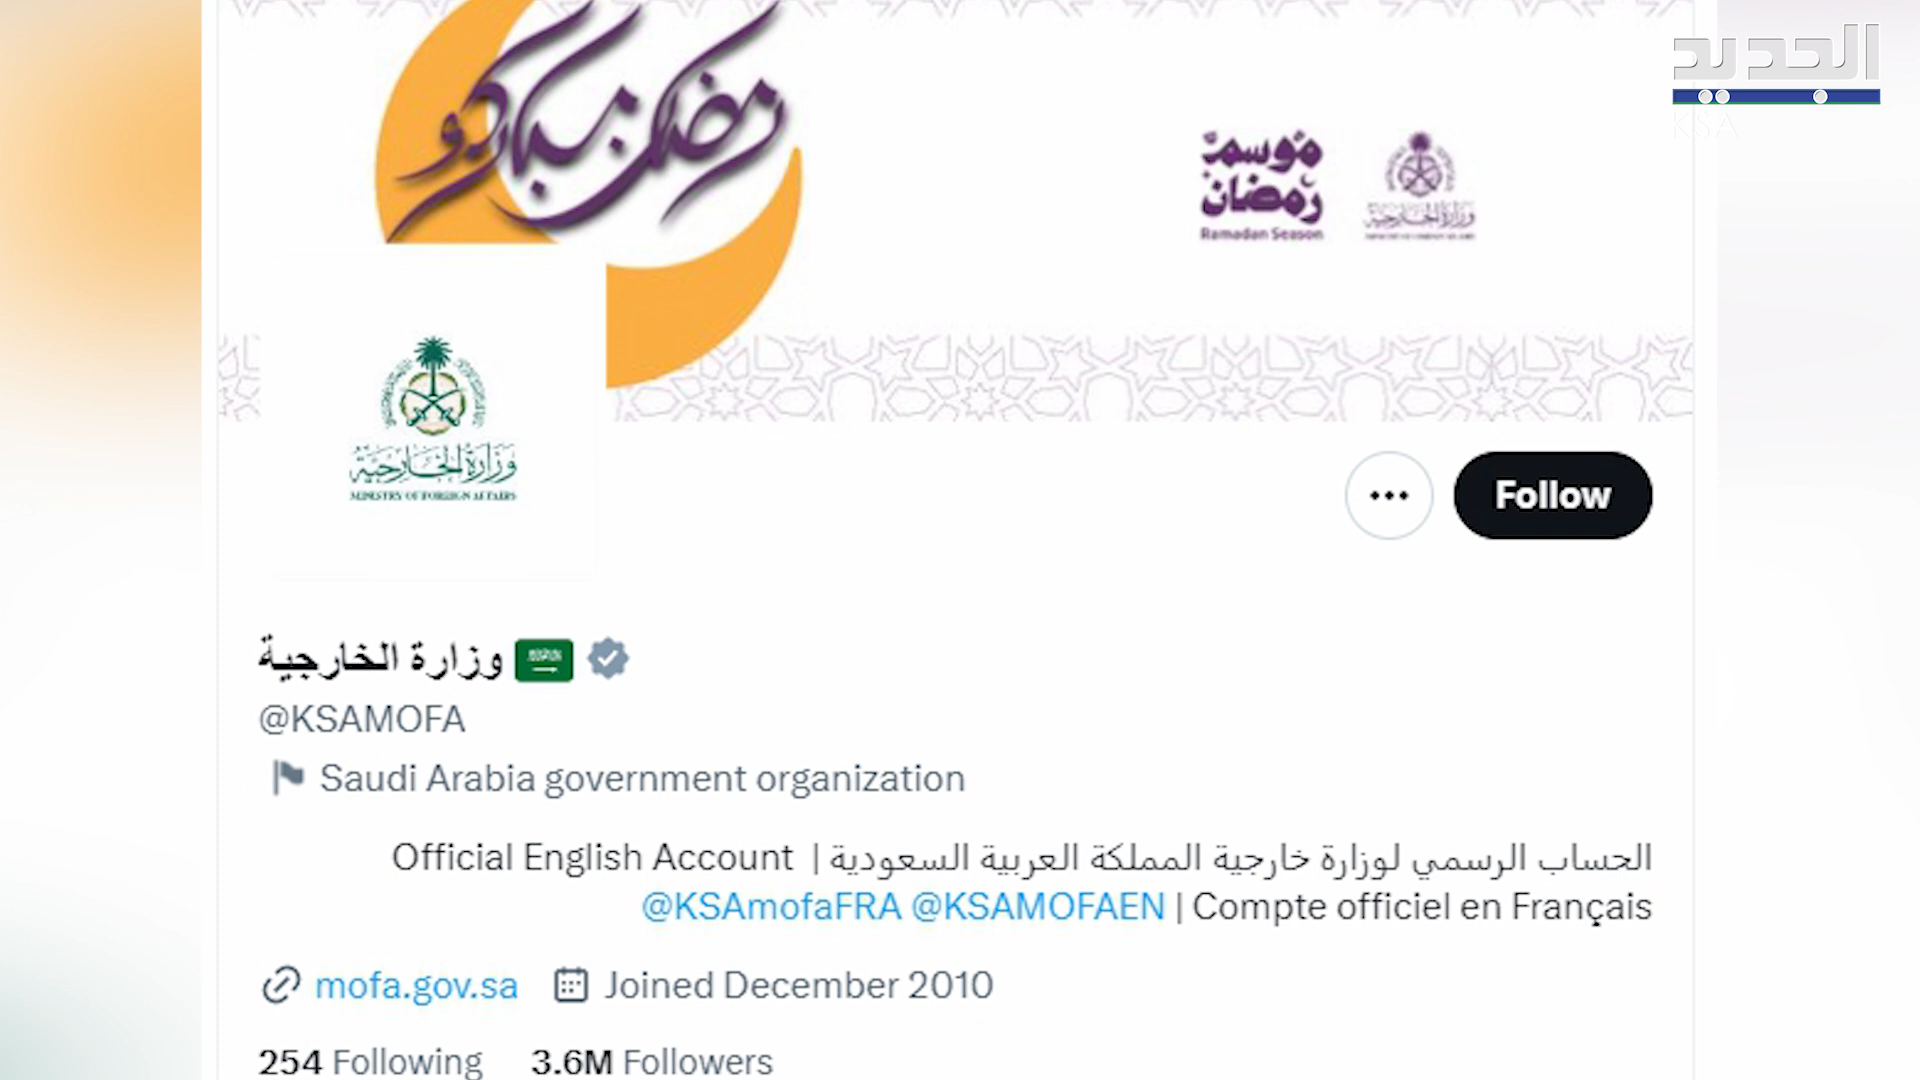 الجديد
KSA
رمضان مبارك
موسم
رمضان
Ramadan Season
وزارة الخارجية
وزارة الخارجية
MINISTRY OF FOREIGN AFFAIRS
Follow
وزارة الخارجية
@KSAMOFA
Saudi Arabia government organization
الحساب الرسمي لوزارة خارجية المملكة العربية السعودية | Official English Account
@KSAmofaFRA @KSAMOFAEN | Compte officiel en Français
mofa.gov.sa Joined December 2010
254 Following 3.6M Followers